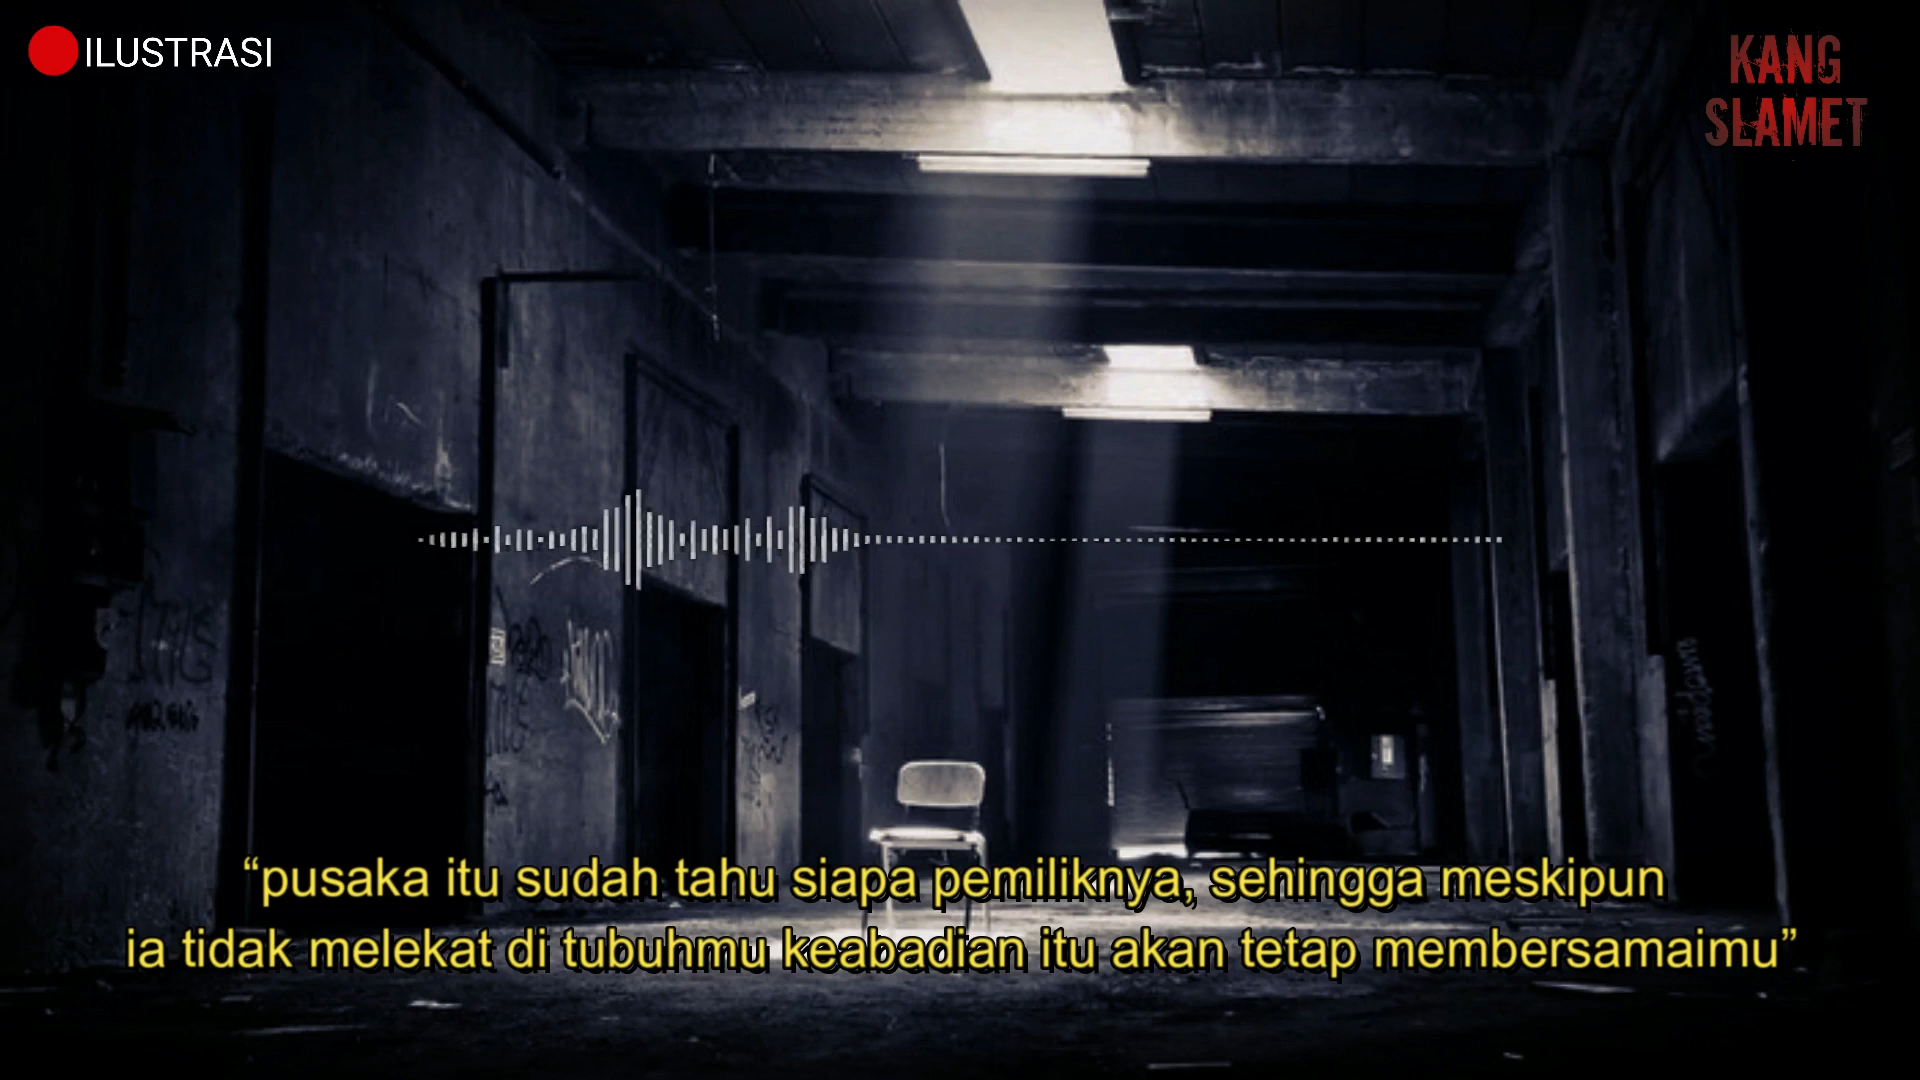 ILUSTRASI
KANG
SLAMET
“pusaka itu sudah tahu siapa pemiliknya, sehingga meskipun
ia tidak melekat di tubuhmu keabadian itu akan tetap membersamaimu”